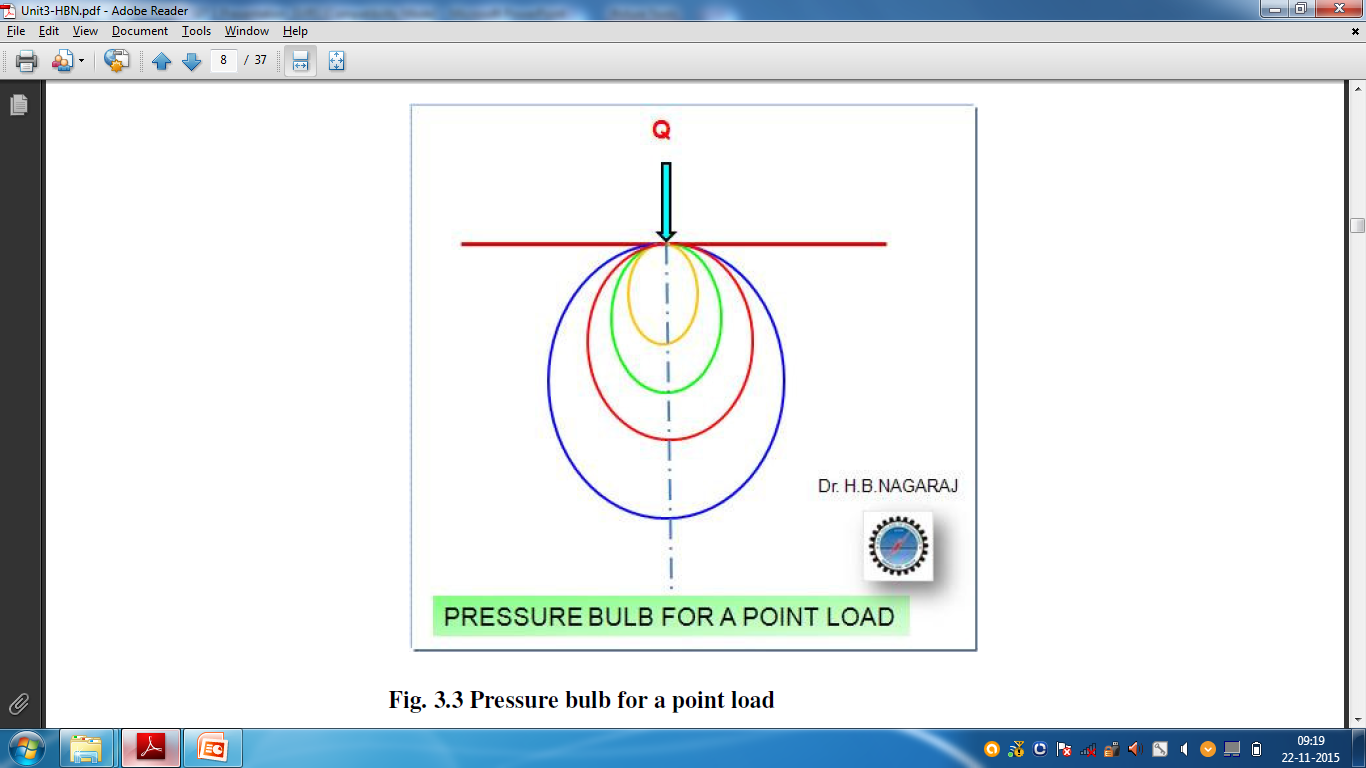 Unit3-HBN.pdf - Adobe Reader
File Edit View Document Tools Window Help
8 / 37
Q
Dr. H.B.NAGARAJ
PRESSURE BULB FOR A POINT LOAD
Fig. 3.3 Pressure bulb for a point load
09:19
22-11-2015